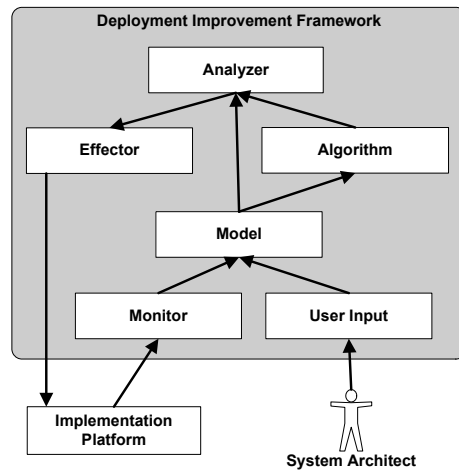 Deployment Improvement Framework
Analyzer
Effector
Algorithm
Model
Monitor
User Input
Implementation
Platform
System Architect